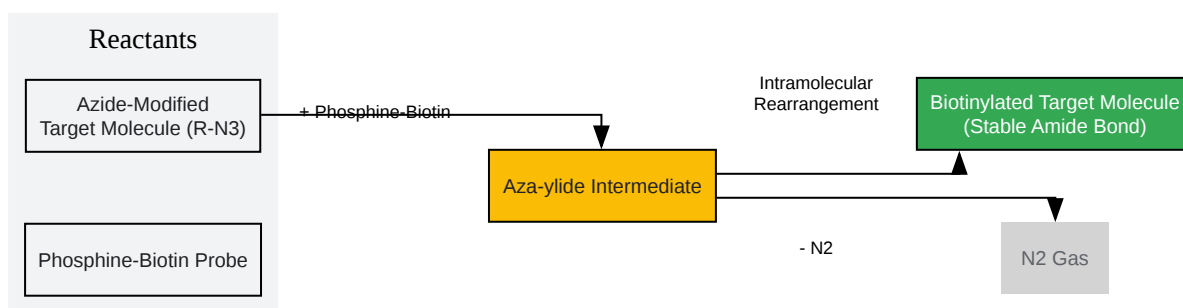 Reactants
Azide-Modified
Target Molecule (R-N3)
+ Phosphine-Biotin
Intramolecular
Rearrangement
Biotinylated Target Molecule
(Stable Amide Bond)
Aza-ylide Intermediate
Phosphine-Biotin Probe
- N2
N2 Gas